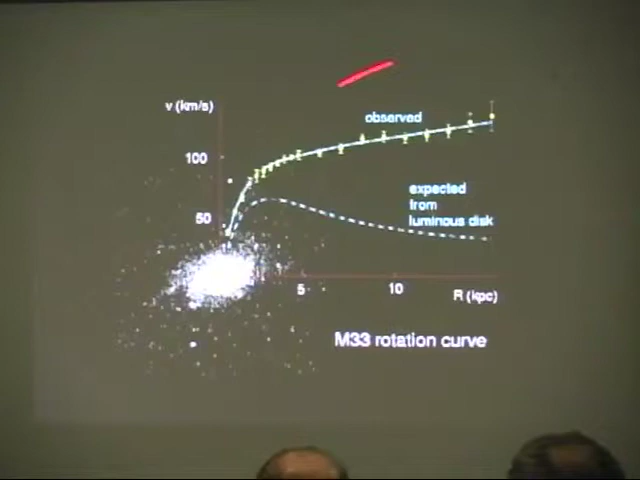 v (km/s)
observed
100
expected
from
luminous disk
50
5
10
R (kpc)
M33 rotation curve